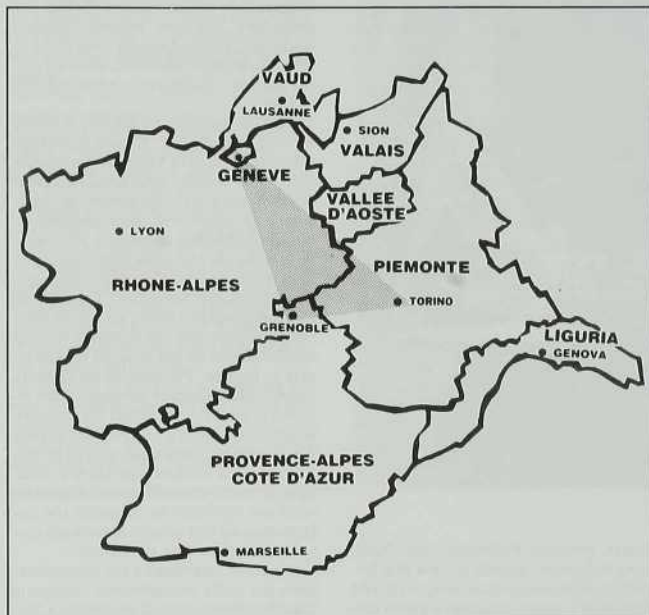 VAUD
LAUSANNE
SION
VALAIS
GENEVE
VALLEE
D'AOSTE
LYON
RHONE-ALPES
PIEMONTE
TORINO
GRENOBLE
LIGURIA
GENOVA
PROVENCE-ALPES
COTE D'AZUR
MARSEILLE